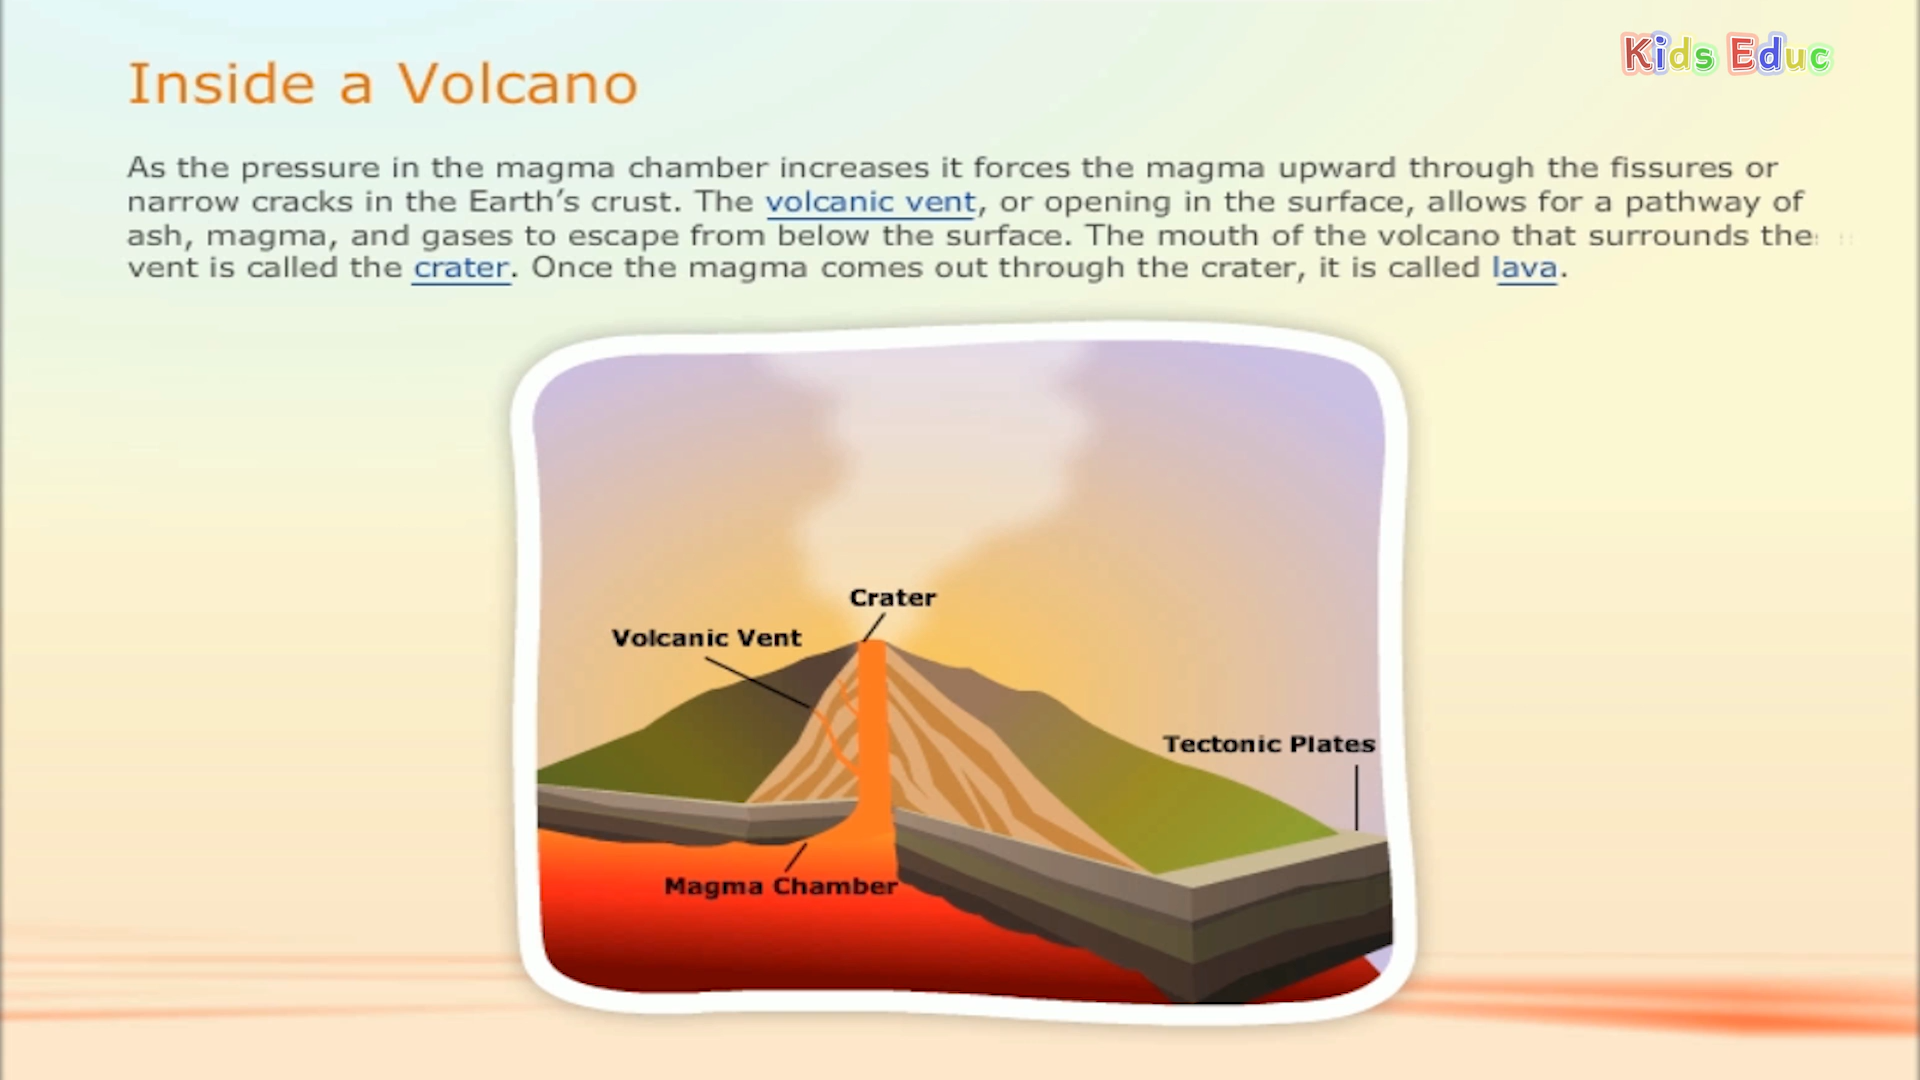 Kids Educ
Inside a Volcano
As the pressure in the magma chamber increases it forces the magma upward through the fissures or
narrow cracks in the Earth’s crust. The volcanic vent, or opening in the surface, allows for a pathway of
ash, magma, and gases to escape from below the surface. The mouth of the volcano that surrounds the
vent is called the crater. Once the magma comes out through the crater, it is called lava.
Crater
Volcanic Vent
Tectonic Plates
Magma Chamber